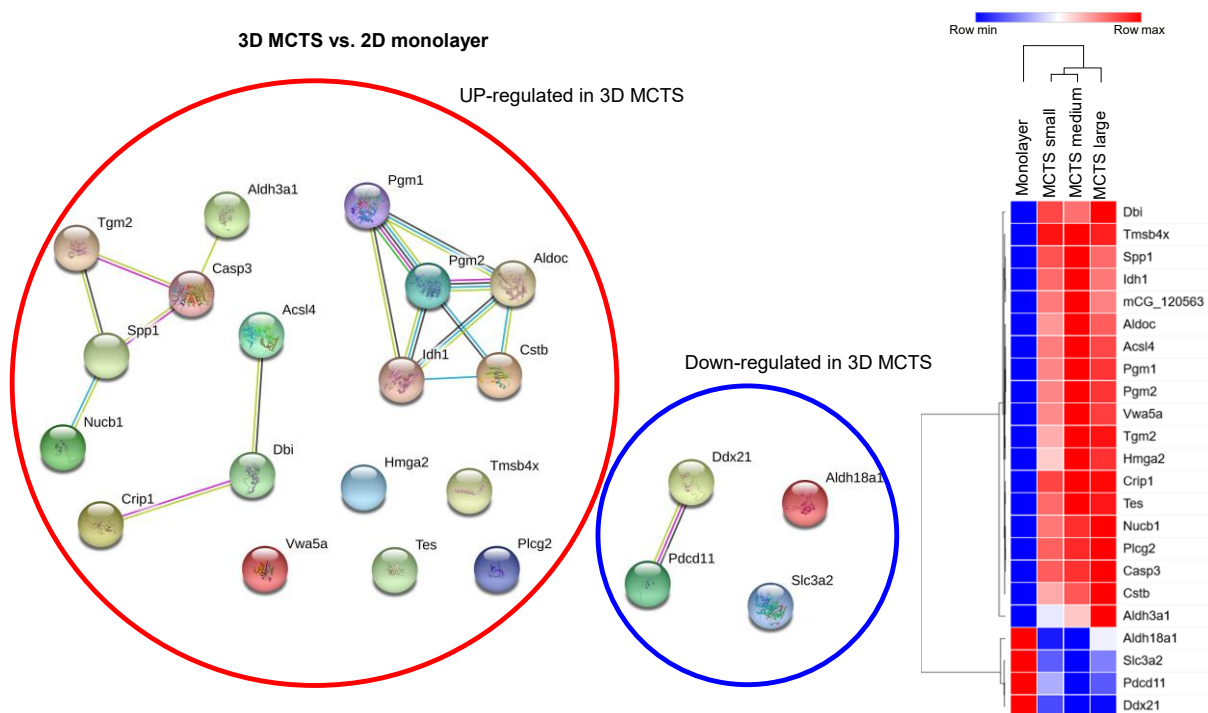 3D MCTS vs. 2D monolayer
UP-regulated in 3D MCTS
Pgm1
Aldh3a1
Tgm2
Casp3
Pgm2
Aldoc
Acsl4
Spp1
Idh1
Cstb
Nucb1
Dbi
Hmga2
Tmsb4x
Crip1
Vwa5a
Tes
Plcg2
Down-regulated in 3D MCTS
Ddx21
Aldh18a1
Pdcd11
Slc3a2
Row min
Row max
Monolayer
MCTS small
MCTS medium
MCTS large
Dbi
Tmsb4x
Spp1
Idh1
mCG_120563
Aldoc
Acsl4
Pgm1
Pgm2
Vwa5a
Tgm2
Hmga2
Crip1
Tes
Nucb1
Plcg2
Casp3
Cstb
Aldh3a1
Aldh18a1
Slc3a2
Pdcd11
Ddx21